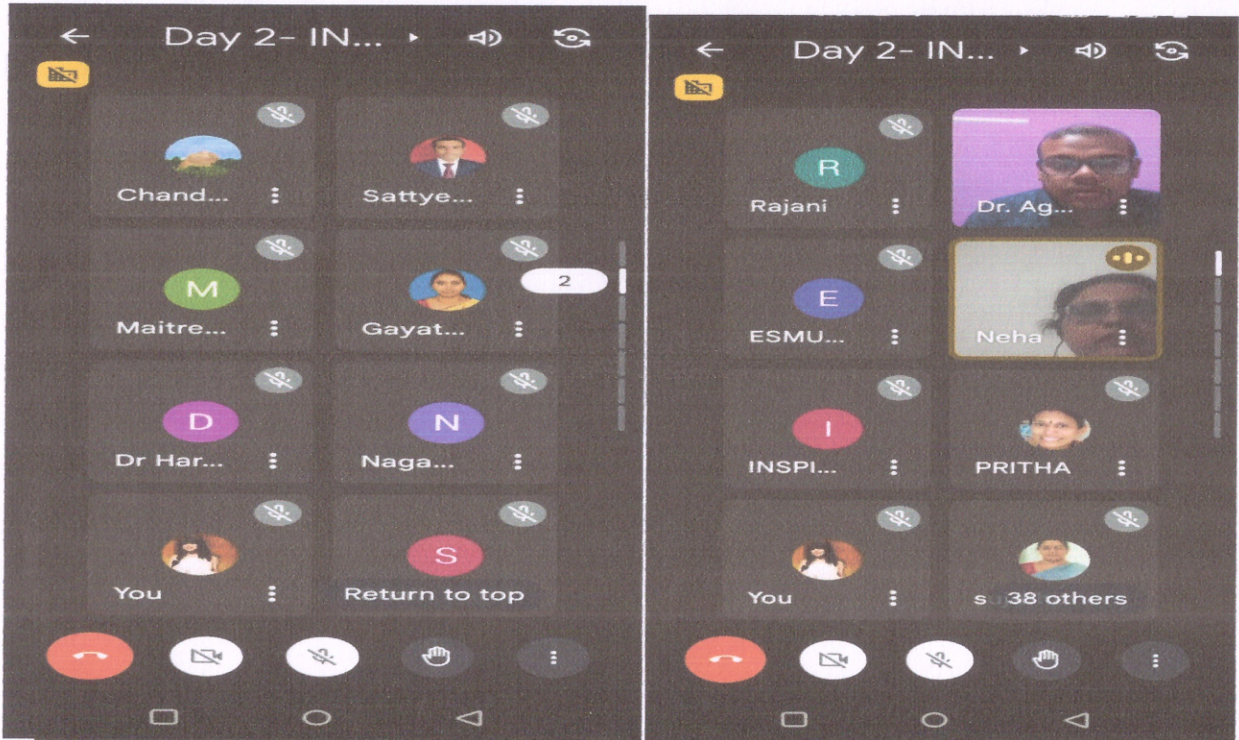 Day 2- IN...
Chand...
Sattye...
M
Maitre...
Gayat...
2
D
Dr Har...
N
Naga...
You
S
Return to top
Day 2- IN...
R
Rajani
Dr. Ag...
E
ESMU...
Neha
I
INSPI...
PRITHA
You
s 38 others